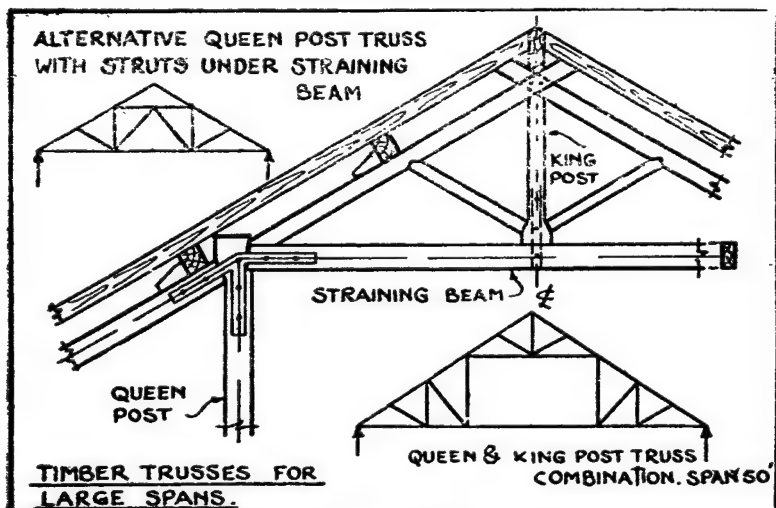 ALTERNATIVE QUEEN POST TRUSS
WITH STRUTS UNDER STRAINING
BEAM
KING
POST
STRAINING BEAM
℄
QUEEN
POST
QUEEN & KING POST TRUSS
COMBINATION. SPAN 50'
TIMBER TRUSSES FOR
LARGE SPANS.